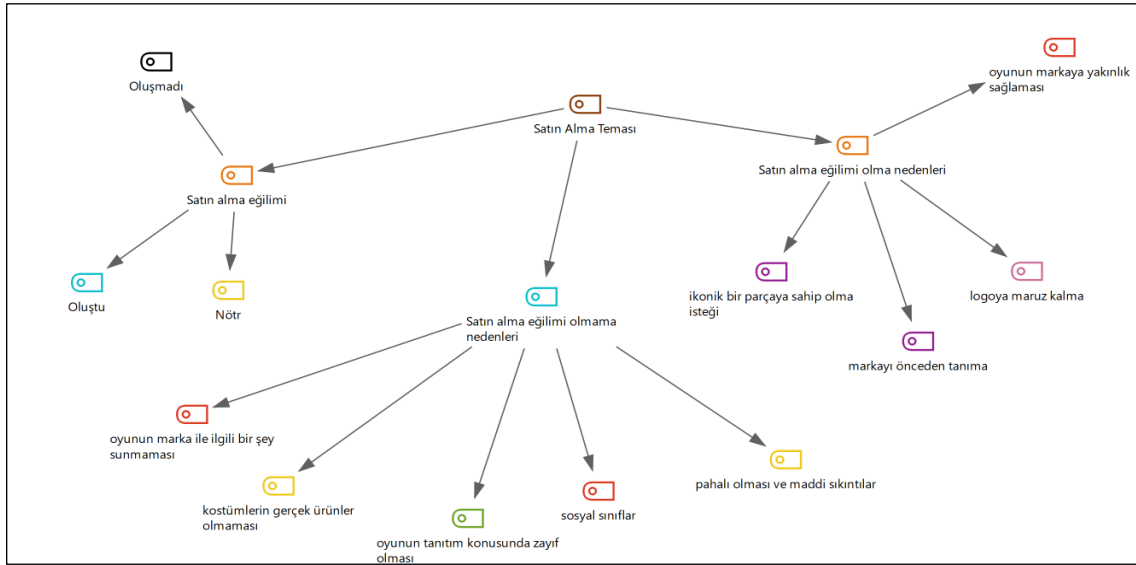 Oluşmadı
oyunun markaya yakınlık
sağlaması
Satın Alma Teması
Satın alma eğilimi olma nedenleri
Satın alma eğilimi
Oluştu
Nötr
ikonik bir parçaya sahip olma
isteği
logoya maruz kalma
Satın alma eğilimi olmama
nedenleri
markayı önceden tanıma
oyunun marka ile ilgili bir şey
sunmaması
pahalı olması ve maddi sıkıntılar
kostümlerin gerçek ürünler
olmaması
sosyal sınıflar
oyunun tanıtım konusunda zayıf
olması